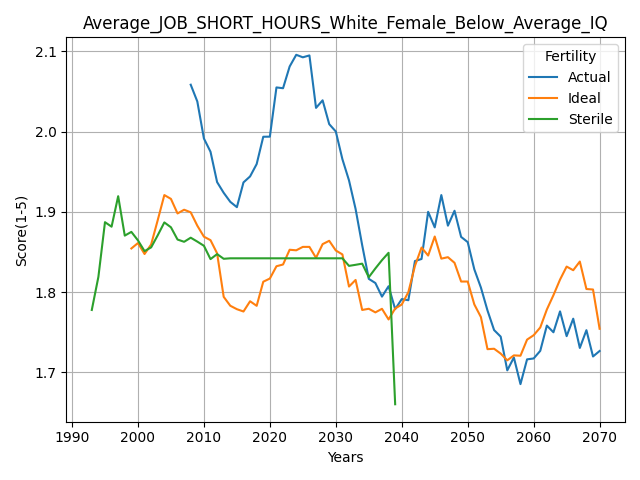 Average_JOB_SHORT_HOURS_White_Female_Below_Average_IQ
Fertility
Actual
Ideal
Sterile
Score(1-5)
2.1
2.0
1.9
1.8
1.7
1990 2000 2010 2020 2030 2040 2050 2060 2070
Years